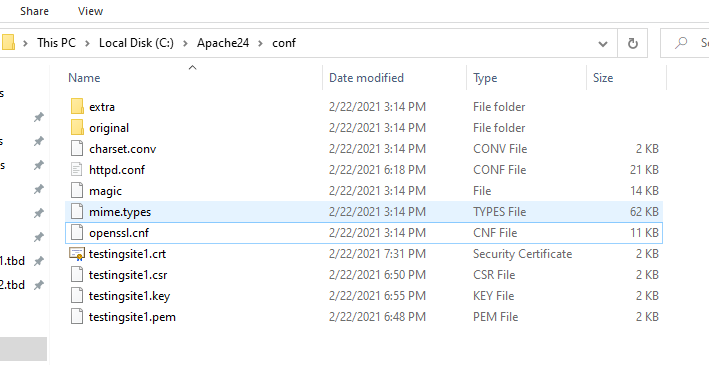 Share View
This PC > Local Disk (C:) > Apache24 > conf
Name Date modified Type Size
extra 2/22/2021 3:14 PM File folder
original 2/22/2021 3:14 PM File folder
charset.conv 2/22/2021 3:14 PM CONV File 2 KB
httpd.conf 2/22/2021 6:18 PM CONF File 21 KB
magic 2/22/2021 3:14 PM File 14 KB
mime.types 2/22/2021 3:14 PM TYPES File 62 KB
openssl.cnf 2/22/2021 3:14 PM CNF File 11 KB
testingsite1.crt 2/22/2021 7:31 PM Security Certificate 2 KB
1.tbd testingsite1.csr 2/22/2021 6:50 PM CSR File 2 KB
2.tbd testingsite1.key 2/22/2021 6:55 PM KEY File 2 KB
testingsite1.pem 2/22/2021 6:48 PM PEM File 2 KB